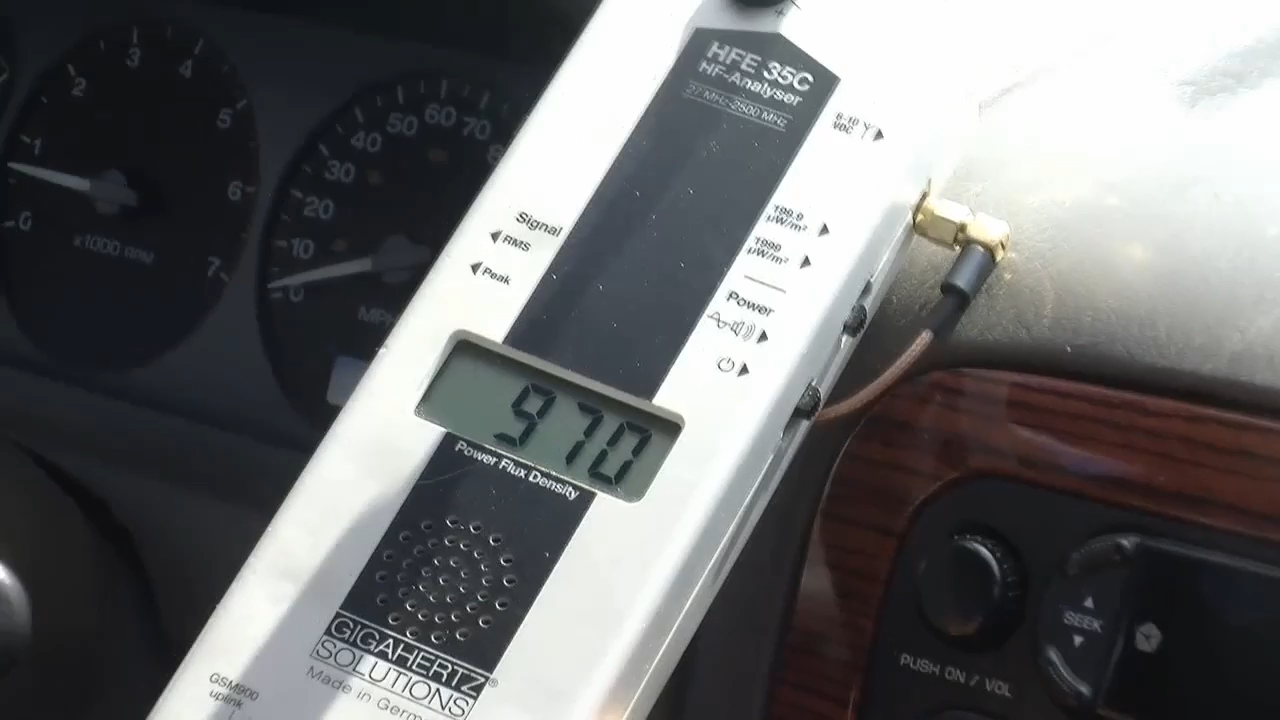 HFE 35C
HF-Analyser
27 MHz-2500 MHz
6-10
VDC
199.9
µW/m²
1999
µW/m²
Signal
RMS
Peak
Power
970
Power Flux Density
GIGAHERTZ
SOLUTIONS®
Made in Germ
GSM900
uplink
0
1
2
3
4
5
6
7
x1000 RPM
0
10
20
30
40
50
60
70
8
MPH
SEEK
PUSH ON / VOL